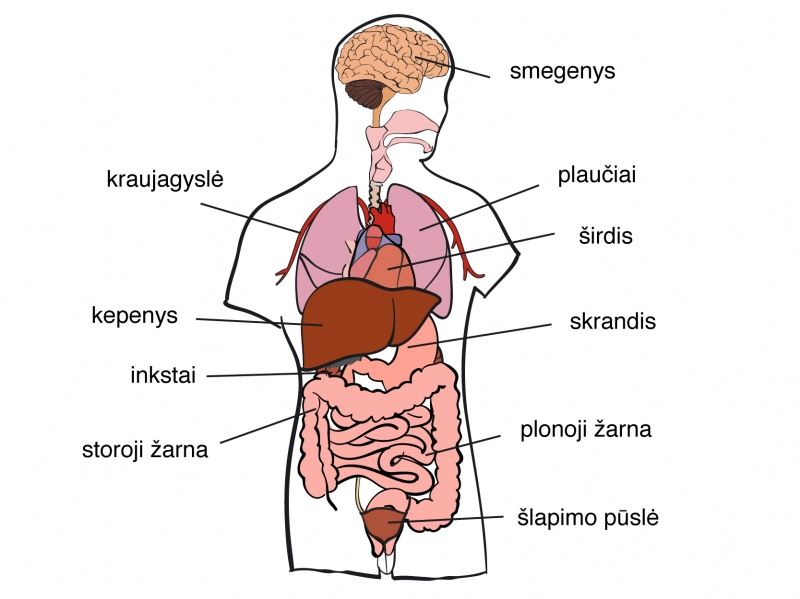 smegenys
kraujagyslė
plaučiai
širdis
kepenys
skrandis
inkstai
plonoji žarna
storoji žarna
šlapimo pūslė